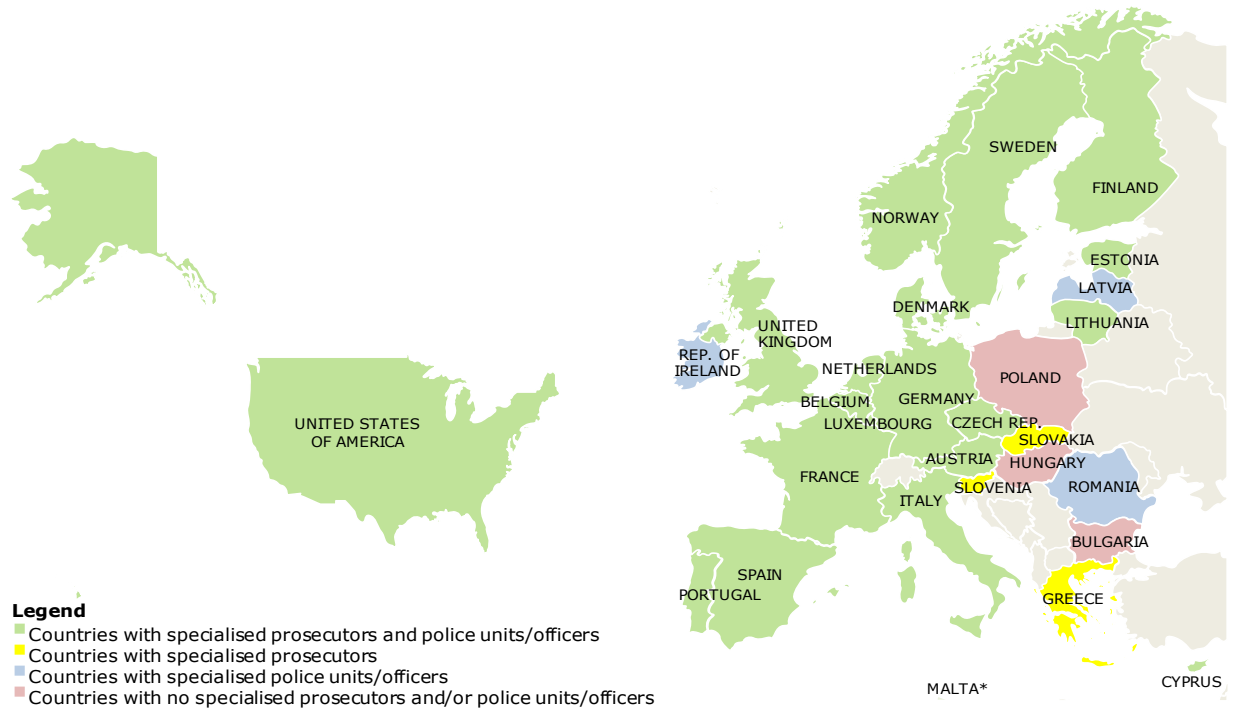 SWEDEN
FINLAND
NORWAY
ESTONIA
LATVIA
DENMARK
LITHUANIA
UNITED
KINGDOM
REP. OF
IRELAND
NETHERLANDS
POLAND
BELGIUM
GERMANY
LUXEMBOURG
CZECH REP.
UNITED STATES
OF AMERICA
SLOVAKIA
AUSTRIA
HUNGARY
FRANCE
SLOVENIA
ROMANIA
ITALY
BULGARIA
SPAIN
PORTUGAL
GREECE
CYPRUS
MALTA*
Legend
Countries with specialised prosecutors and police units/officers
Countries with specialised prosecutors
Countries with specialised police units/officers
Countries with no specialised prosecutors and/or police units/officers